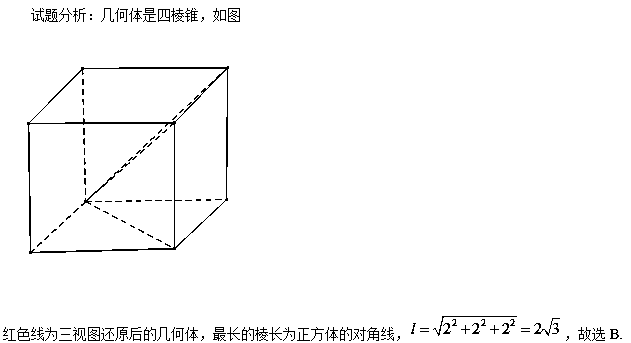 试题分析：几何体是四棱锥，如图
红色线为三视图还原后的几何体，最长的棱长为正方体的对角线，l=√(2²+2²+2²)=2√3，故选 B.